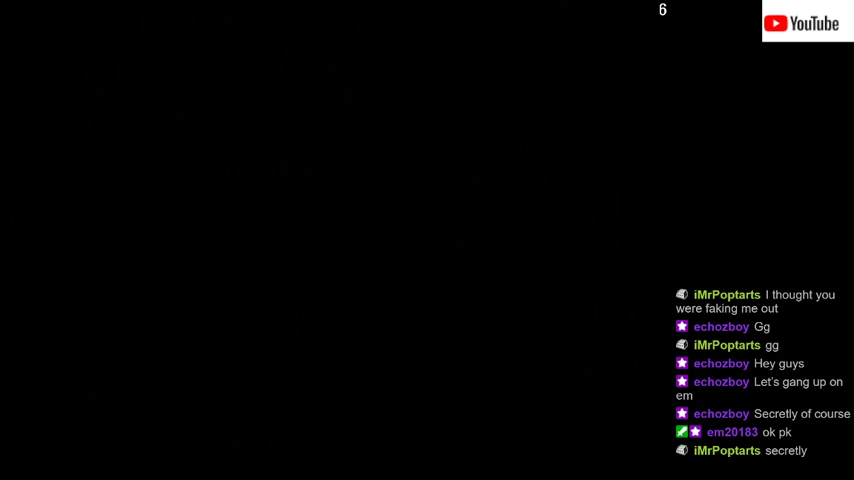 6
YouTube
iMrPoptarts I thought you
were faking me out
echozboy Gg
iMrPoptarts gg
echozboy Hey guys
echozboy Let's gang up on
em
echozboy Secretly of course
em20183 ok pk
iMrPoptarts secretly